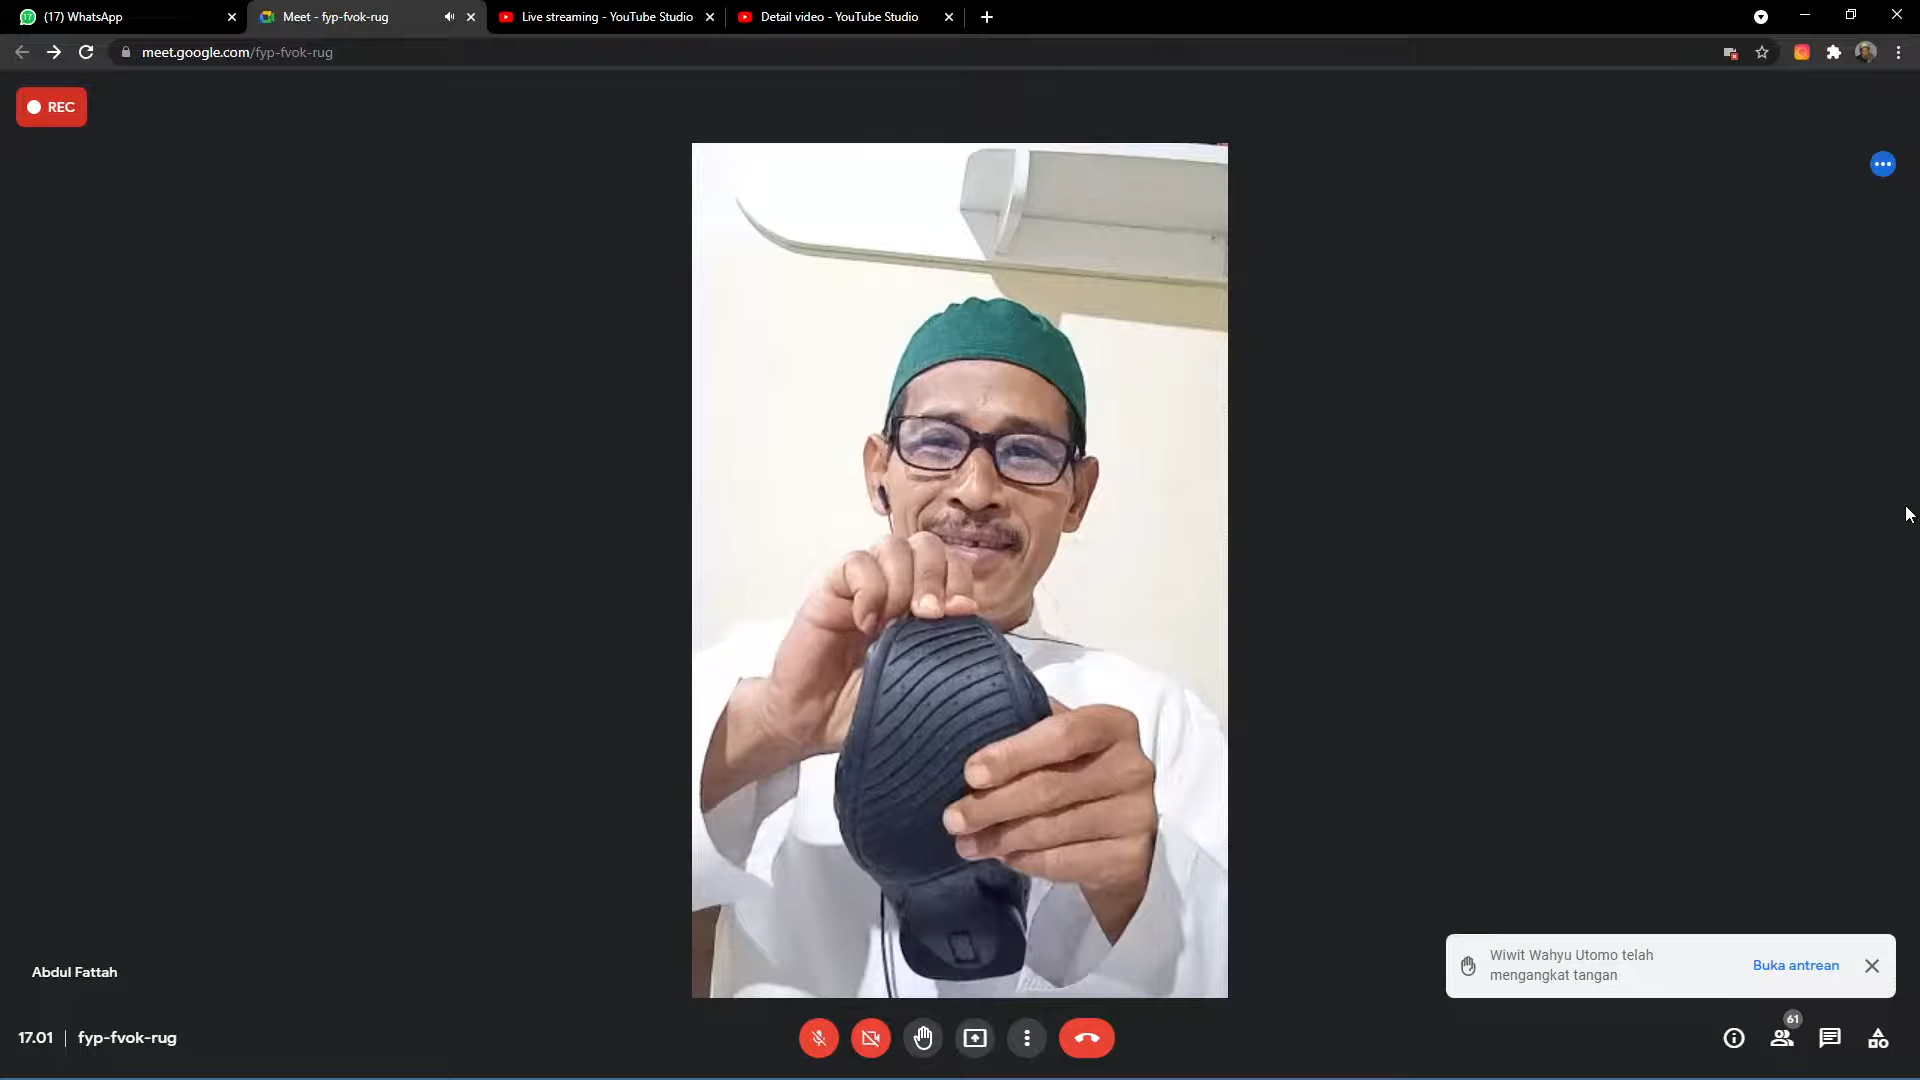 (17) WhatsApp
Meet - fyp-fvok-rug
Live streaming - YouTube Studio
Detail video - YouTube Studio
meet.google.com/fyp-fvok-rug
REC
Wiwit Wahyu Utomo telah
mengangkat tangan
Buka antrean
Abdul Fattah
17.01 | fyp-fvok-rug
61